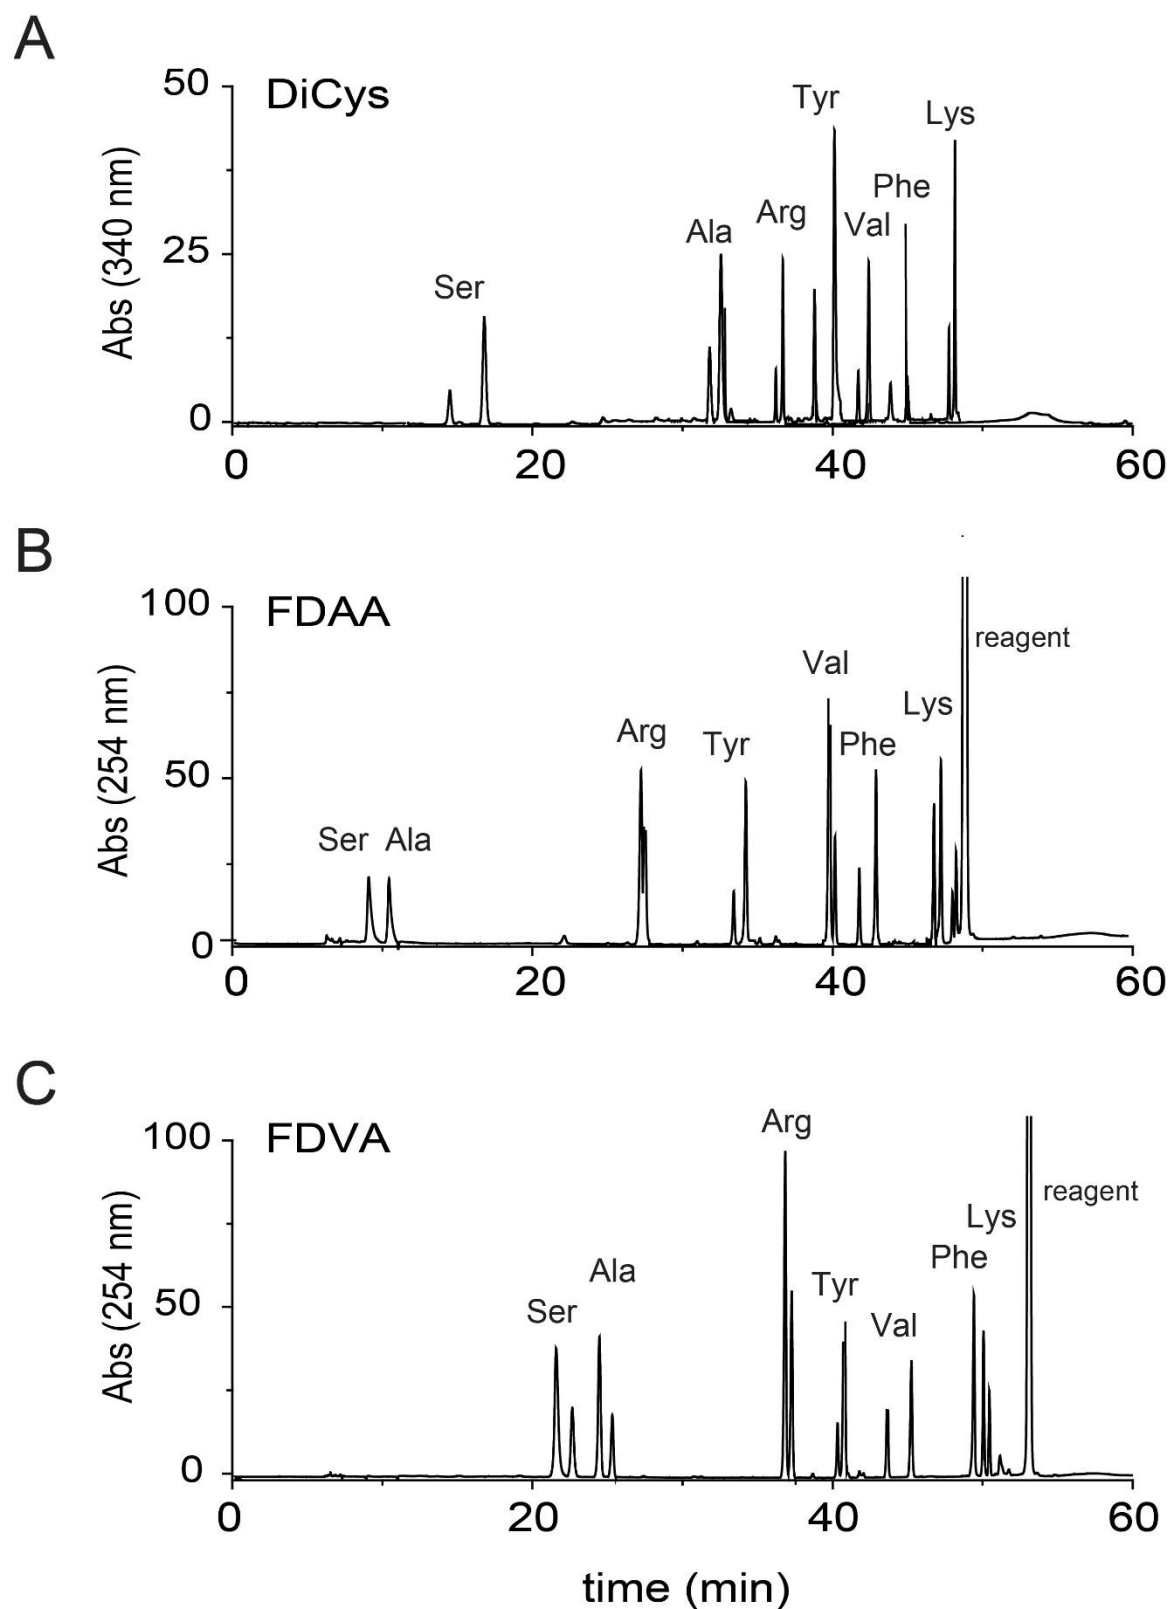 A
DiCys
Abs (340 nm)
50
25
0
Ser
Ala
Arg
Tyr
Val
Phe
Lys
0 20 40 60
B
FDAA
Abs (254 nm)
100
50
0
Ser Ala
Arg
Tyr
Val
Phe
Lys
reagent
0 20 40 60
C
FDVA
Abs (254 nm)
100
50
0
Ser
Ala
Arg
Tyr
Val
Phe
Lys
reagent
0 20 40 60
time (min)